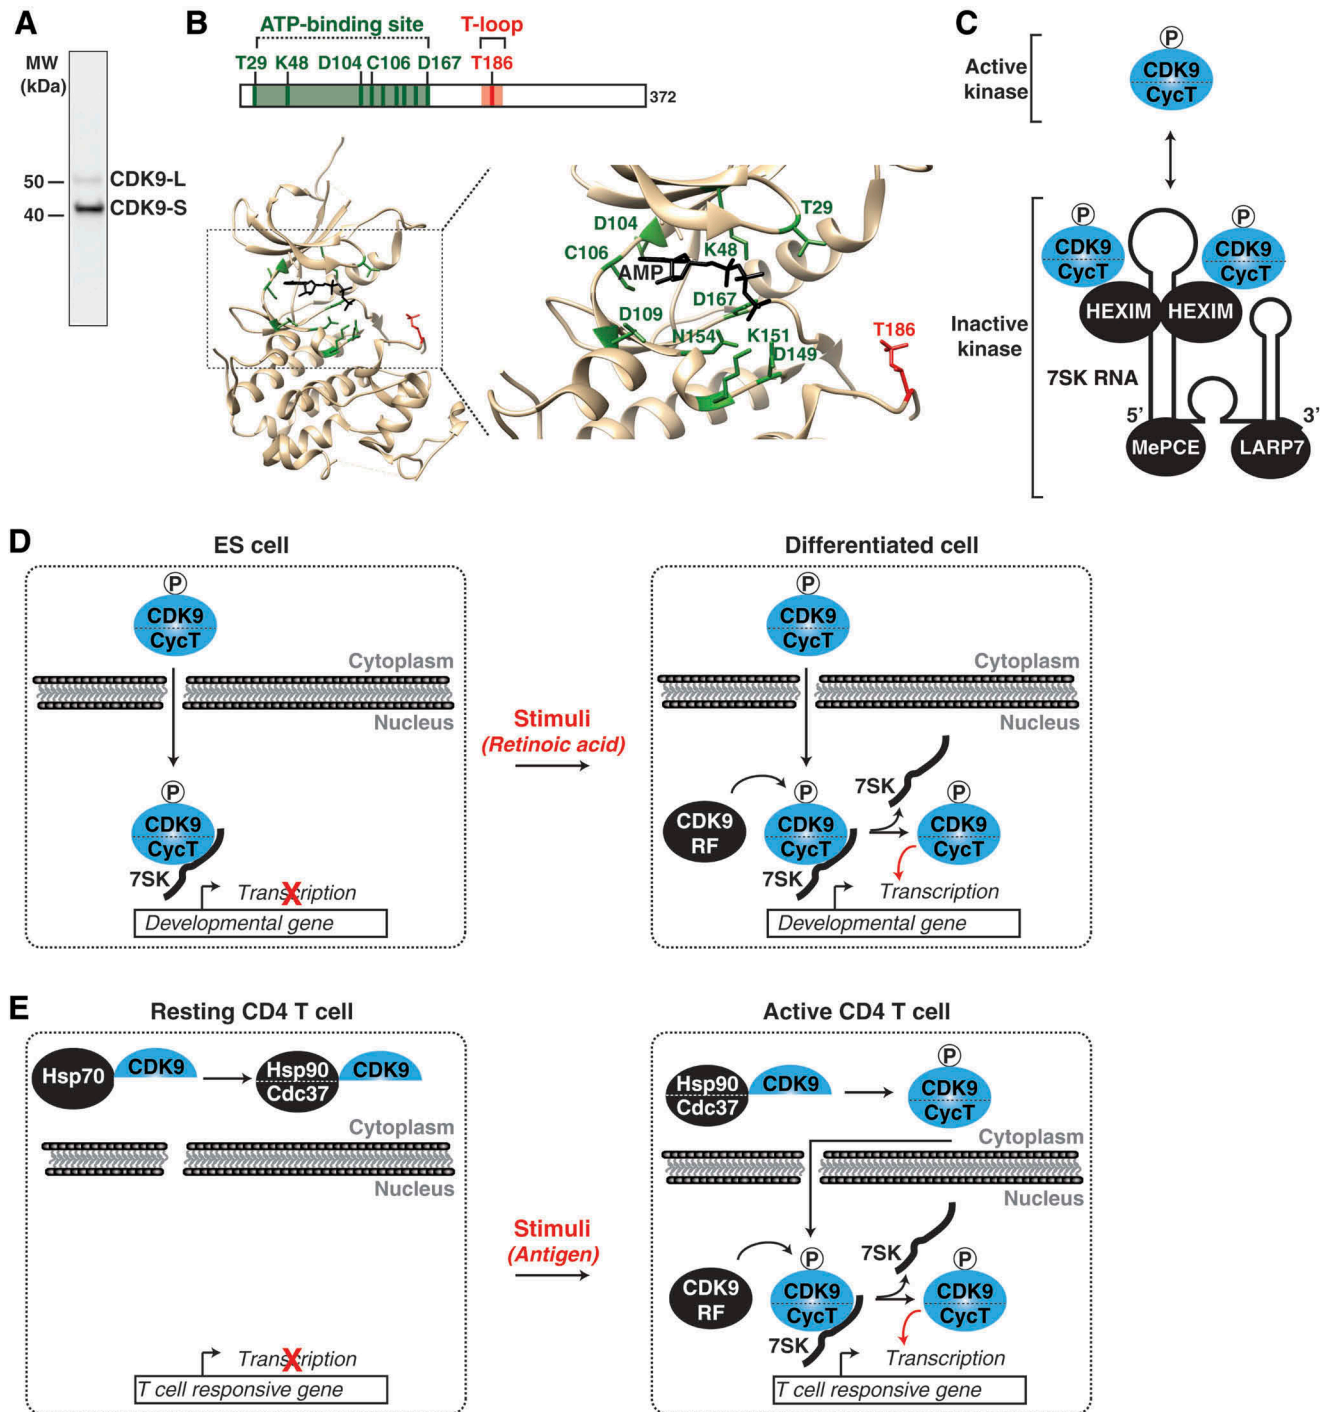 A
MW
(kDa)
50
40
CDK9-L
CDK9-S
B
ATP-binding site
T-loop
T29 K48 D104 C106 D167 T186
372
D104
T29
C106
K48
AMP
D167
D109
N154
K151
D149
T186
C
Active
kinase
P
CDK9
CycT
Inactive
kinase
P
CDK9
CycT
P
CDK9
CycT
HEXIM
HEXIM
7SK RNA
5’
3’
MePCE
LARP7
D
ES cell
P
CDK9
CycT
Cytoplasm
Nucleus
P
CDK9
CycT
7SK
Transcription
X
Developmental gene
Stimuli
(Retinoic acid)
Differentiated cell
P
CDK9
CycT
Cytoplasm
Nucleus
CDK9
RF
P
CDK9
CycT
7SK
7SK
P
CDK9
CycT
Transcription
Developmental gene
E
Resting CD4 T cell
Hsp70
CDK9
Hsp90
Cdc37
CDK9
Cytoplasm
Nucleus
Transcription
X
T cell responsive gene
Stimuli
(Antigen)
Active CD4 T cell
Hsp90
Cdc37
CDK9
P
CDK9
CycT
Cytoplasm
Nucleus
CDK9
RF
P
CDK9
CycT
7SK
7SK
P
CDK9
CycT
Transcription
T cell responsive gene